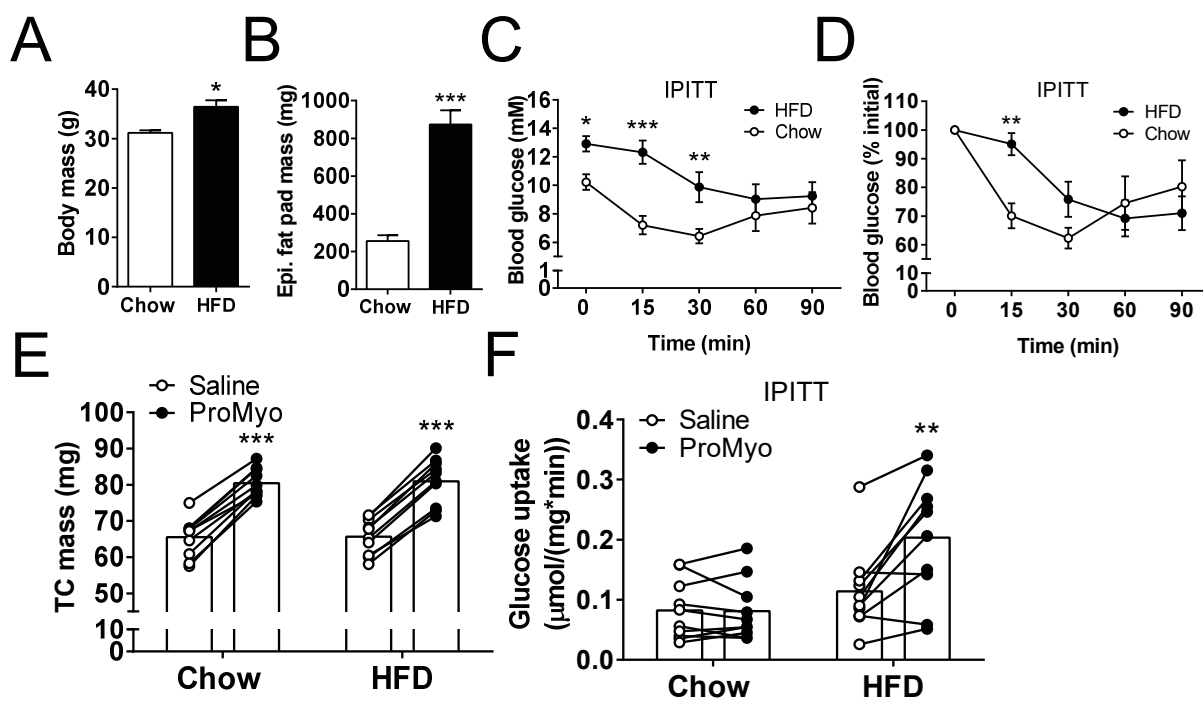 A
Body mass (g)
40
30
20
10
0
*
Chow HFD
B
Epi. fat pad mass (mg)
1000
800
600
400
200
0
***
Chow HFD
C
IPITT
Blood glucose (mM)
16
14
12
10
8
6
1
0
* *** **
HFD
Chow
0 15 30 60 90
Time (min)
D
IPITT
Blood glucose (% initial)
110
100
90
80
70
60
10
0
**
HFD
Chow
0 15 30 60 90
Time (min)
E
Saline
ProMyo
TC mass (mg)
100
90
80
70
60
50
10
0
*** ***
Chow HFD
F
IPITT
Saline
ProMyo
Glucose uptake
(μmol/(mg*min))
0.4
0.3
0.2
0.1
0.0
**
Chow HFD